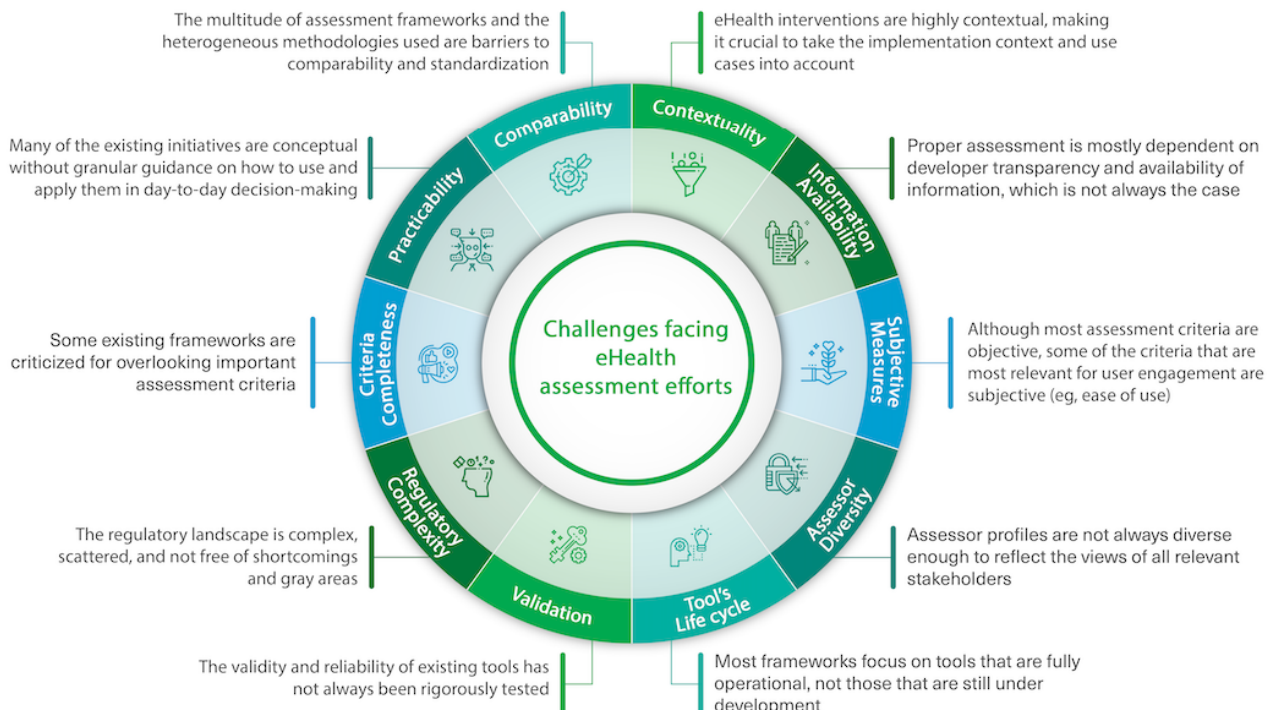 The multitude of assessment frameworks and the
heterogeneous methodologies used are barriers to
comparability and standardization
eHealth interventions are highly contextual, making
it crucial to take the implementation context and use
cases into account
Comparability
Contextuality
Many of the existing initiatives are conceptual
without granular guidance on how to use and
apply them in day-to-day decision-making
Practicability
Information
Availability
Proper assessment is mostly dependent on
developer transparency and availability of
information, which is not always the case
Some existing frameworks are
criticized for overlooking important
assessment criteria
Criteria
Completeness
Challenges facing
eHealth
assessment efforts
Subjective
Measures
Although most assessment criteria are
objective, some of the criteria that are
most relevant for user engagement are
subjective (eg, ease of use)
The regulatory landscape is complex,
scattered, and not free of shortcomings
and gray areas
Regulatory
Complexity
Assessor
Diversity
Assessor profiles are not always diverse
enough to reflect the views of all relevant
stakeholders
Validation
Tool's
Life cycle
The validity and reliability of existing tools has
not always been rigorously tested
Most frameworks focus on tools that are fully
operational, not those that are still under
development